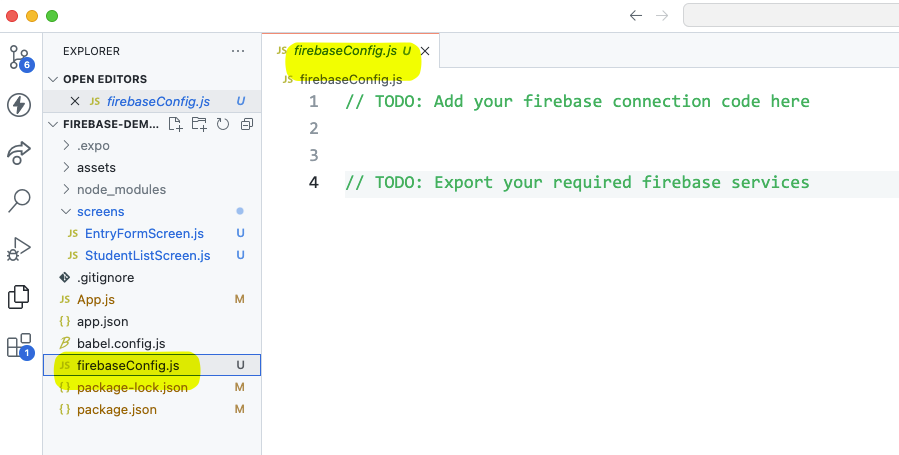 6
1
EXPLORER ...
OPEN EDITORS
JS firebaseConfig.js U
FIREBASE-DEM...
.expo
assets
node_modules
screens
JS EntryFormScreen.js U
JS StudentListScreen.js U
.gitignore
JS App.js M
{} app.json
babel.config.js
JS firebaseConfig.js U
{} package-lock.json M
{} package.json M
JS firebaseConfig.js U
JS firebaseConfig.js
1 // TODO: Add your firebase connection code here
2
3
4 // TODO: Export your required firebase services